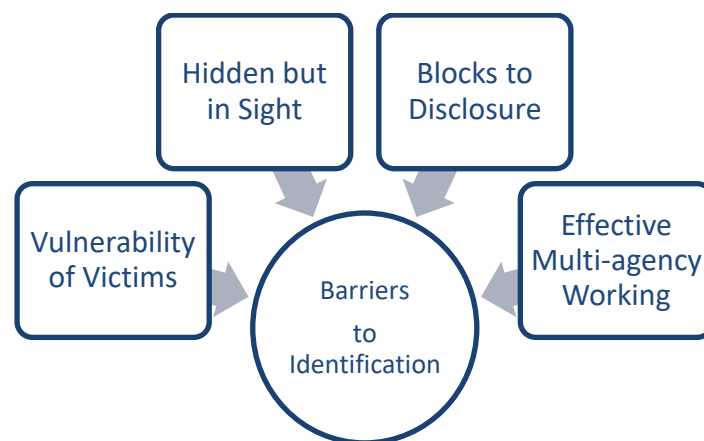 Hidden but
in Sight
Blocks to
Disclosure
Vulnerability
of Victims
Effective
Multi-agency
Working
Barriers
to
Identification